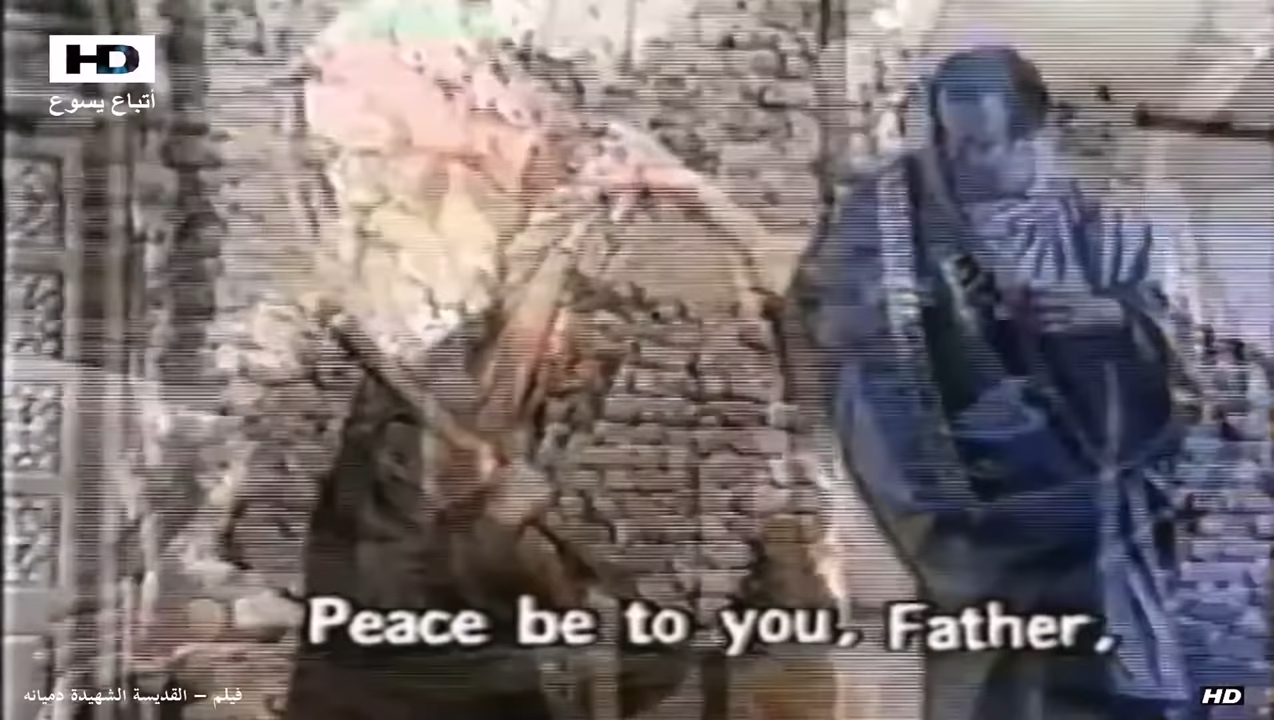 HD
أتباع يسوع
Peace be to you, Father,
فيلم – القديسة الشهيدة دميانه
HD